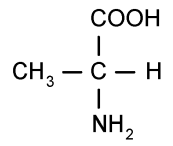 COOH
CH₃ — C — H
NH₂